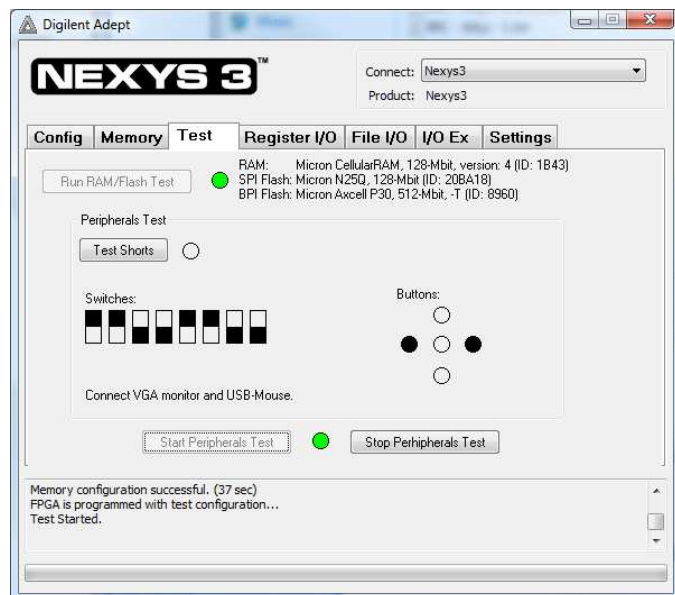 Digilent Adept
NEXYS 3™
Connect: Nexys3
Product: Nexys3
Config Memory Test Register I/O File I/O I/O Ex Settings
Run RAM/Flash Test
RAM: Micron CellularRAM, 128-Mbit, version: 4 (ID: 1B43)
SPI Flash: Micron N25Q, 128-Mbit (ID: 20BA18)
BPI Flash: Micron Axcell P30, 512-Mbit, -T (ID: 8960)
Peripherals Test
Test Shorts
Switches:
Buttons:
Connect VGA monitor and USB-Mouse.
Start Peripherals Test
Stop Perhipherals Test
Memory configuration successful. (37 sec)
FPGA is programmed with test configuration...
Test Started.